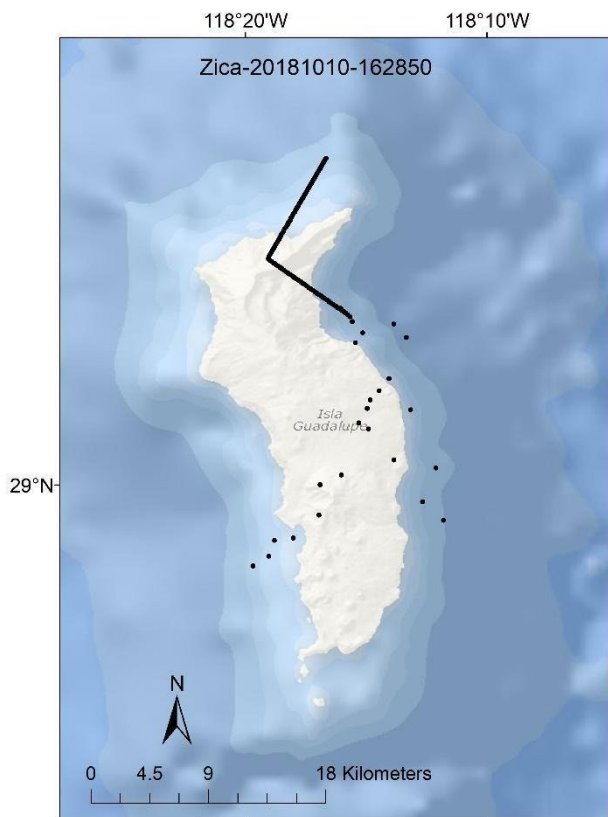 118°20'W 118°10'W
Zica-20181010-162850
Isla
Guadalupe
29°N
N
0 4.5 9 18 Kilometers